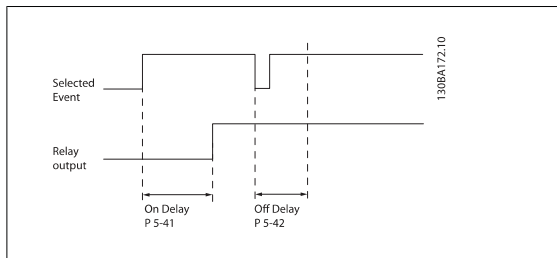 130BA172.10
Selected
Event
Relay
output
On Delay
P 5-41
Off Delay
P 5-42